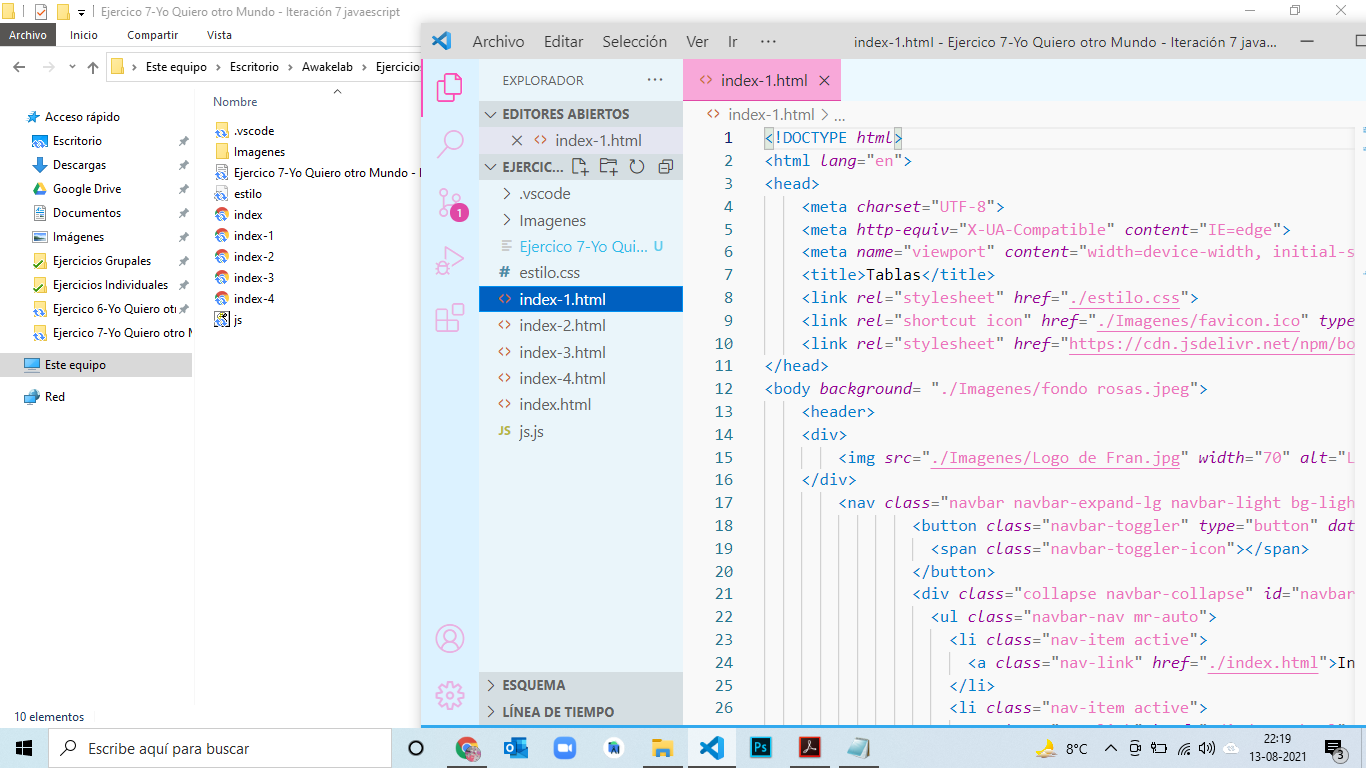 Ejercico 7-Yo Quiero otro Mundo - Iteración 7 javaescript
Archivo Inicio Compartir Vista
Este equipo Escritorio Awakelab Ejercicios
Nombre
Acceso rápido
Escritorio
Descargas
Google Drive
Documentos
Imágenes
Ejercicios Grupales
Ejercicios Individuales
Ejercico 6-Yo Quiero otr
Ejercico 7-Yo Quiero otro M
Este equipo
Red
.vscode
Imagenes
Ejercico 7-Yo Quiero otro Mundo - I
estilo
index
index-1
index-2
index-3
index-4
js
10 elementos
Archivo Editar Selección Ver Ir ··· index-1.html - Ejercico 7-Yo Quiero otro Mundo - Iteración 7 java...
EXPLORADOR ···
EDITORES ABIERTOS
index-1.html
EJERCIC...
.vscode
Imagenes
Ejercico 7-Yo Qui... U
# estilo.css
index-1.html
index-2.html
index-3.html
index-4.html
index.html
JS js.js
ESQUEMA
LÍNEA DE TIEMPO
1
index-1.html
index-1.html > ...
1 <!DOCTYPE html>
2 <html lang="en">
3 <head>
4 <meta charset="UTF-8">
5 <meta http-equiv="X-UA-Compatible" content="IE=edge">
6 <meta name="viewport" content="width=device-width, initial-s
7 <title>Tablas</title>
8 <link rel="stylesheet" href="./estilo.css">
9 <link rel="shortcut icon" href="./Imagenes/favicon.ico" type
10 <link rel="stylesheet" href="https://cdn.jsdelivr.net/npm/bo
11 </head>
12 <body background= "./Imagenes/fondo rosas.jpeg">
13 <header>
14 <div>
15 <img src="./Imagenes/Logo de Fran.jpg" width="70" alt="L
16 </div>
17 <nav class="navbar navbar-expand-lg navbar-light bg-ligh
18 <button class="navbar-toggler" type="button" dat
19 <span class="navbar-toggler-icon"></span>
20 </button>
21 <div class="collapse navbar-collapse" id="navbar
22 <ul class="navbar-nav mr-auto">
23 <li class="nav-item active">
24 <a class="nav-link" href="./index.html">In
25 </li>
26 <li class="nav-item active">
Escribe aquí para buscar
Ps
8°C
22:19
13-08-2021
3